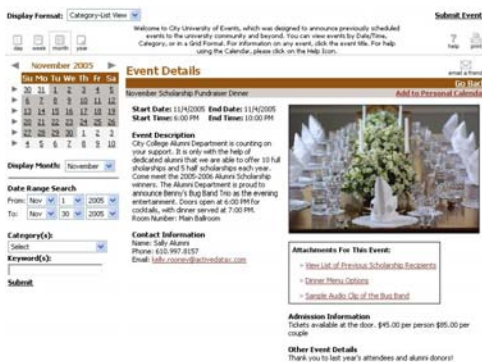 Display Format: Category-List View
Submit Event
Welcome to City University of Events, which was designed to announce previously scheduled
events to the university community and beyond. You can view events by Date/Time,
Category, or in a Grid Format. For information on any event, click the event title. For help
using the Calendar, please click on the Help Icon.
day week month year
help print
November 2005
Su Mo Tu We Th Fr Sa
30 31 1 2 3 4 5
6 7 8 9 10 11 12
13 14 15 16 17 18 19
20 21 22 23 24 25 26
27 28 29 30 1 2 3
4 5 6 7 8 9 10
Display Month: November
Date Range Search
From: Nov 1 2005
To: Nov 30 2005
Category(s):
Select
Keyword(s):
Submit
Event Details
email a friend
Go Bac
November Scholarship Fundraiser Dinner
Add to Personal Calenda
Start Date: 11/4/2005 End Date: 11/4/2005
Start Time: 6:00 PM End Time: 10:00 PM
Event Description
City College Alumni Department is counting on
your support. It is only with the help of
dedicated alumni that we are able to offer 10 full
sholarships and 5 half scholarships each year.
Come meet the 2005-2006 Alumni Scholarship
winners. The Alumni Department is proud to
announce Benny's Bug Band Trio as the evening
entertainment. Doors open at 6:00 PM for
cocktails, with dinner served at 7:00 PM.
Room Number: Main Ballroom
Contact Information
Name: Sally Alumni
Phone: 610.997.8157
Email: kelly.rooney@activedatax.com
Attachments For This Event:
> View List of Previous Scholarship Recipients
> Dinner Menu Options
> Sample Audio Clip of the Bug Band
Admission Information
Tickets available at the door. $45.00 per person $85.00 per
couple
Other Event Details
Thank you to last year's attendees and alumni donors!